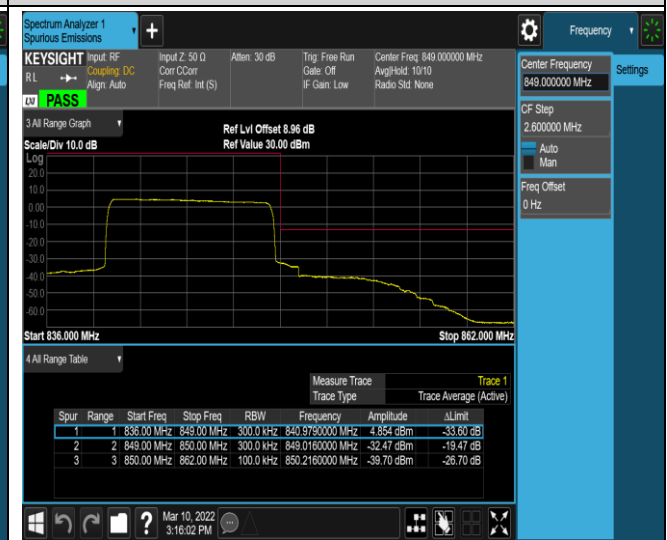 Spectrum Analyzer 1
Spurious Emissions
+
Frequency
KEYSIGHT Input: RF Input Z: 50 Ω Atten: 30 dB Trig: Free Run Center Freq: 849.000000 MHz
RL Coupling: DC Corr CCorr Gate: Off Avg|Hold: 10/10
Align: Auto Freq Ref: Int (S) IF Gain: Low Radio Std: None
LXI PASS
Center Frequency
849.000000 MHz
Settings
CF Step
2.600000 MHz
Auto
Man
Freq Offset
0 Hz
3 All Range Graph
Ref Lvl Offset 8.96 dB
Scale/Div 10.0 dB Ref Value 30.00 dBm
Log
20.0
10.0
0.00
-10.0
-20.0
-30.0
-40.0
-50.0
-60.0
Start 836.000 MHz Stop 862.000 MHz
4 All Range Table
Measure Trace Trace 1
Trace Type Trace Average (Active)
Spur Range Start Freq Stop Freq RBW Frequency Amplitude ΔLimit
1 1 836.00 MHz 849.00 MHz 300.0 kHz 840.9790000 MHz 4.854 dBm -33.60 dB
2 2 849.00 MHz 850.00 MHz 300.0 kHz 849.0160000 MHz -32.47 dBm -19.47 dB
3 3 850.00 MHz 862.00 MHz 100.0 kHz 850.2160000 MHz -39.70 dBm -26.70 dB
? Mar 10, 2022
3:16:02 PM